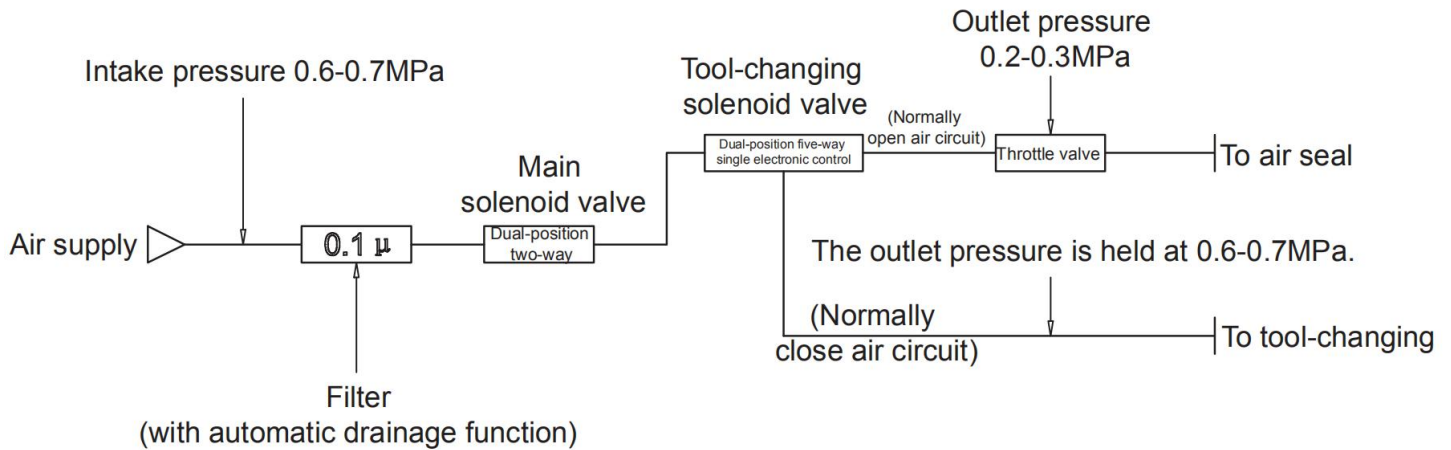 Outlet pressure
0.2-0.3MPa
Intake pressure 0.6-0.7MPa
Tool-changing
solenoid valve
(Normally
open air circuit)
Dual-position five-way
single electronic control
Throttle valve
To air seal
Main
solenoid valve
Air supply
0.1 μ
Dual-position
two-way
The outlet pressure is held at 0.6-0.7MPa.
(Normally
close air circuit)
To tool-changing
Filter
(with automatic drainage function)